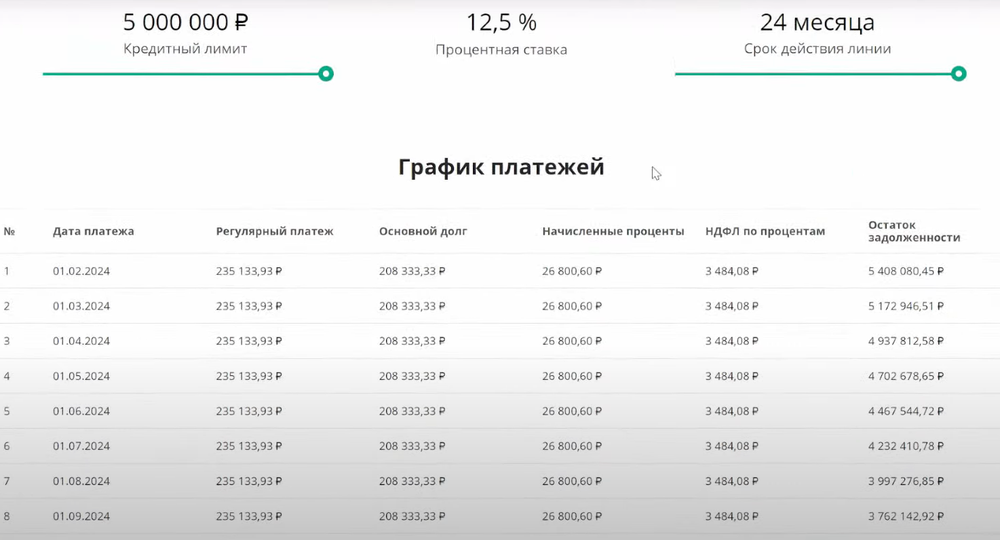 5 000 000 ₽
Кредитный лимит
12,5 %
Процентная ставка
24 месяца
Срок действия линии
График платежей
№ Дата платежа Регулярный платеж Основной долг Начисленные проценты НДФЛ по процентам Остаток задолженности
1 01.02.2024 235 133,93 ₽ 208 333,33 ₽ 26 800,60 ₽ 3 484,08 ₽ 5 408 080,45 ₽
2 01.03.2024 235 133,93 ₽ 208 333,33 ₽ 26 800,60 ₽ 3 484,08 ₽ 5 172 946,51 ₽
3 01.04.2024 235 133,93 ₽ 208 333,33 ₽ 26 800,60 ₽ 3 484,08 ₽ 4 937 812,58 ₽
4 01.05.2024 235 133,93 ₽ 208 333,33 ₽ 26 800,60 ₽ 3 484,08 ₽ 4 702 678,65 ₽
5 01.06.2024 235 133,93 ₽ 208 333,33 ₽ 26 800,60 ₽ 3 484,08 ₽ 4 467 544,72 ₽
6 01.07.2024 235 133,93 ₽ 208 333,33 ₽ 26 800,60 ₽ 3 484,08 ₽ 4 232 410,78 ₽
7 01.08.2024 235 133,93 ₽ 208 333,33 ₽ 26 800,60 ₽ 3 484,08 ₽ 3 997 276,85 ₽
8 01.09.2024 235 133,93 ₽ 208 333,33 ₽ 26 800,60 ₽ 3 484,08 ₽ 3 762 142,92 ₽